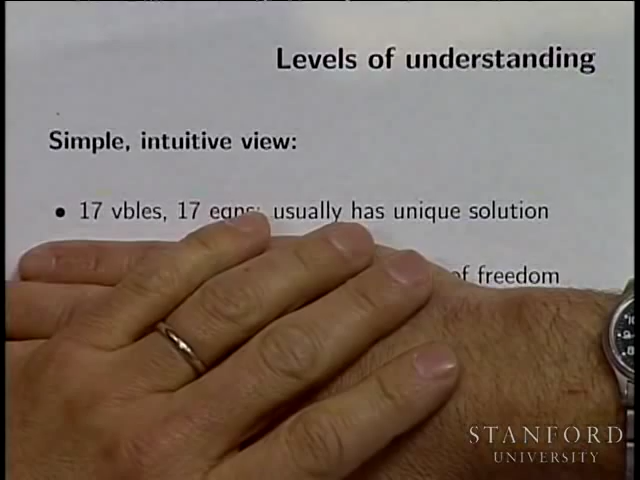 Levels of understanding
Simple, intuitive view:
• 17 vbles, 17 eqns: usually has unique solution
of freedom
STANFORD
UNIVERSITY